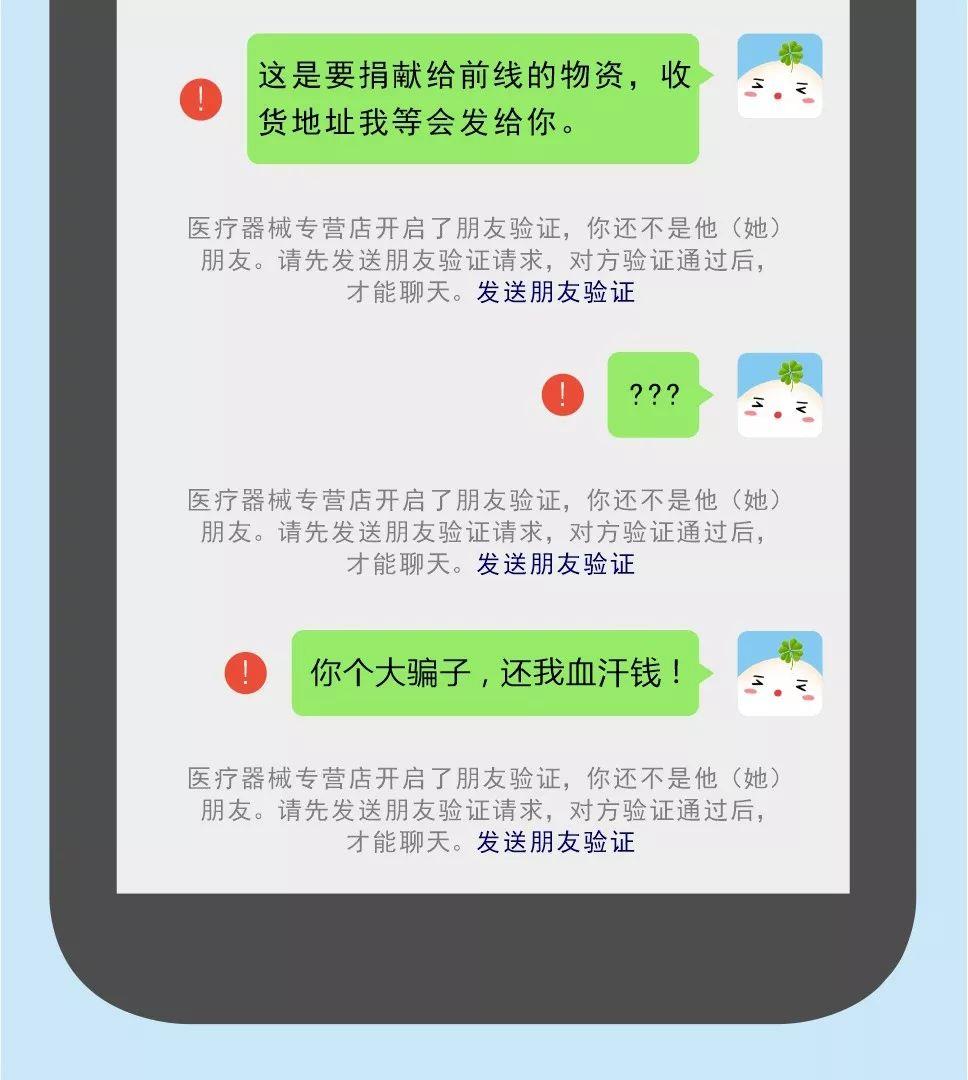 这是要捐献给前线的物资，收
货地址我等会发给你。
!
医疗器械专营店开启了朋友验证，你还不是他（她）
朋友。请先发送朋友验证请求，对方验证通过后，
才能聊天。发送朋友验证
???
!
医疗器械专营店开启了朋友验证，你还不是他（她）
朋友。请先发送朋友验证请求，对方验证通过后，
才能聊天。发送朋友验证
你个大骗子，还我血汗钱！
!
医疗器械专营店开启了朋友验证，你还不是他（她）
朋友。请先发送朋友验证请求，对方验证通过后，
才能聊天。发送朋友验证